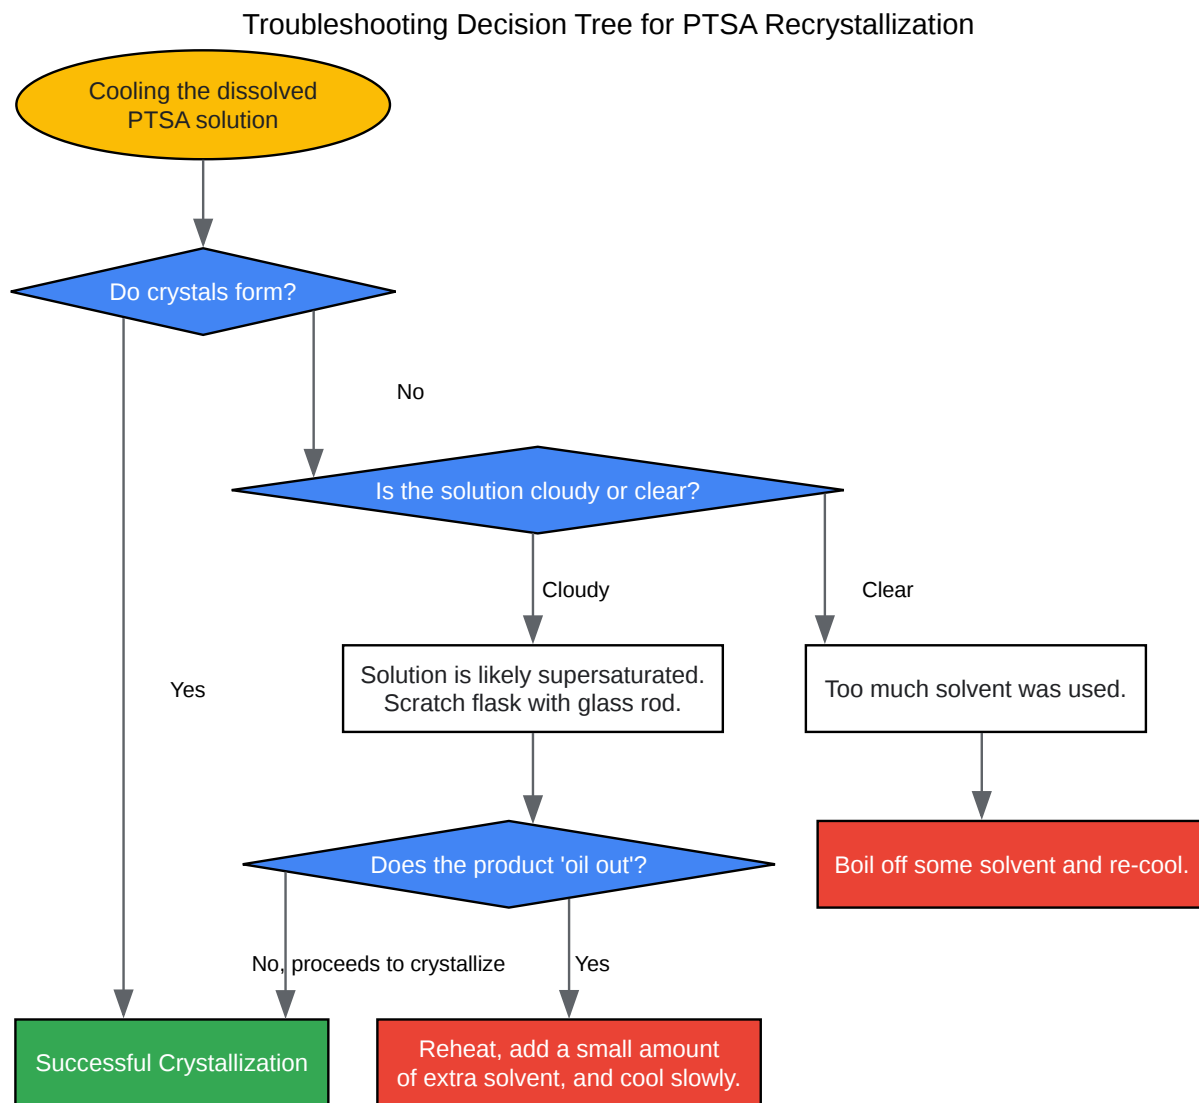 Troubleshooting Decision Tree for PTSA Recrystallization
Cooling the dissolved
PTSA solution
Do crystals form?
No
Is the solution cloudy or clear?
Cloudy
Clear
Yes
Solution is likely supersaturated.
Scratch flask with glass rod.
Too much solvent was used.
Does the product 'oil out'?
Boil off some solvent and re-cool.
No, proceeds to crystallize
Yes
Successful Crystallization
Reheat, add a small amount
of extra solvent, and cool slowly.